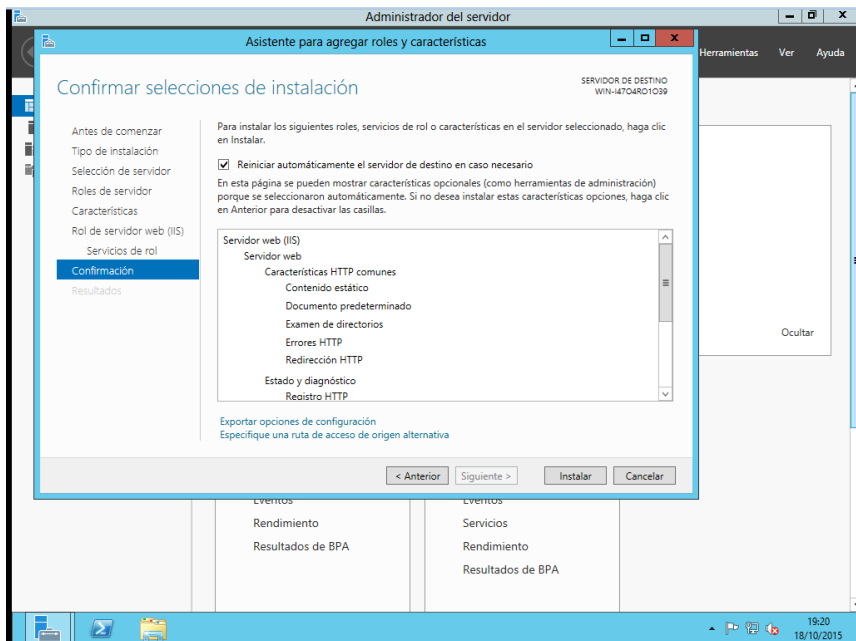 Administrador del servidor
Herramientas Ver Ayuda
Asistente para agregar roles y características
Confirmar selecciones de instalación
SERVIDOR DE DESTINO
WIN-I47O4RO1O39
Antes de comenzar
Tipo de instalación
Selección de servidor
Roles de servidor
Características
Rol de servidor web (IIS)
Servicios de rol
Confirmación
Resultados
Para instalar los siguientes roles, servicios de rol o características en el servidor seleccionado, haga clic
en Instalar.
Reiniciar automáticamente el servidor de destino en caso necesario
En esta página se pueden mostrar características opcionales (como herramientas de administración)
porque se seleccionaron automáticamente. Si no desea instalar estas características opciones, haga clic
en Anterior para desactivar las casillas.
Servidor web (IIS)
Servidor web
Características HTTP comunes
Contenido estático
Documento predeterminado
Examen de directorios
Errores HTTP
Redirección HTTP
Estado y diagnóstico
Registro HTTP
Exportar opciones de configuración
Especifique una ruta de acceso de origen alternativa
< Anterior Siguiente > Instalar Cancelar
Ocultar
Eventos
Rendimiento
Resultados de BPA
Eventos
Servicios
Rendimiento
Resultados de BPA
19:20
18/10/2015